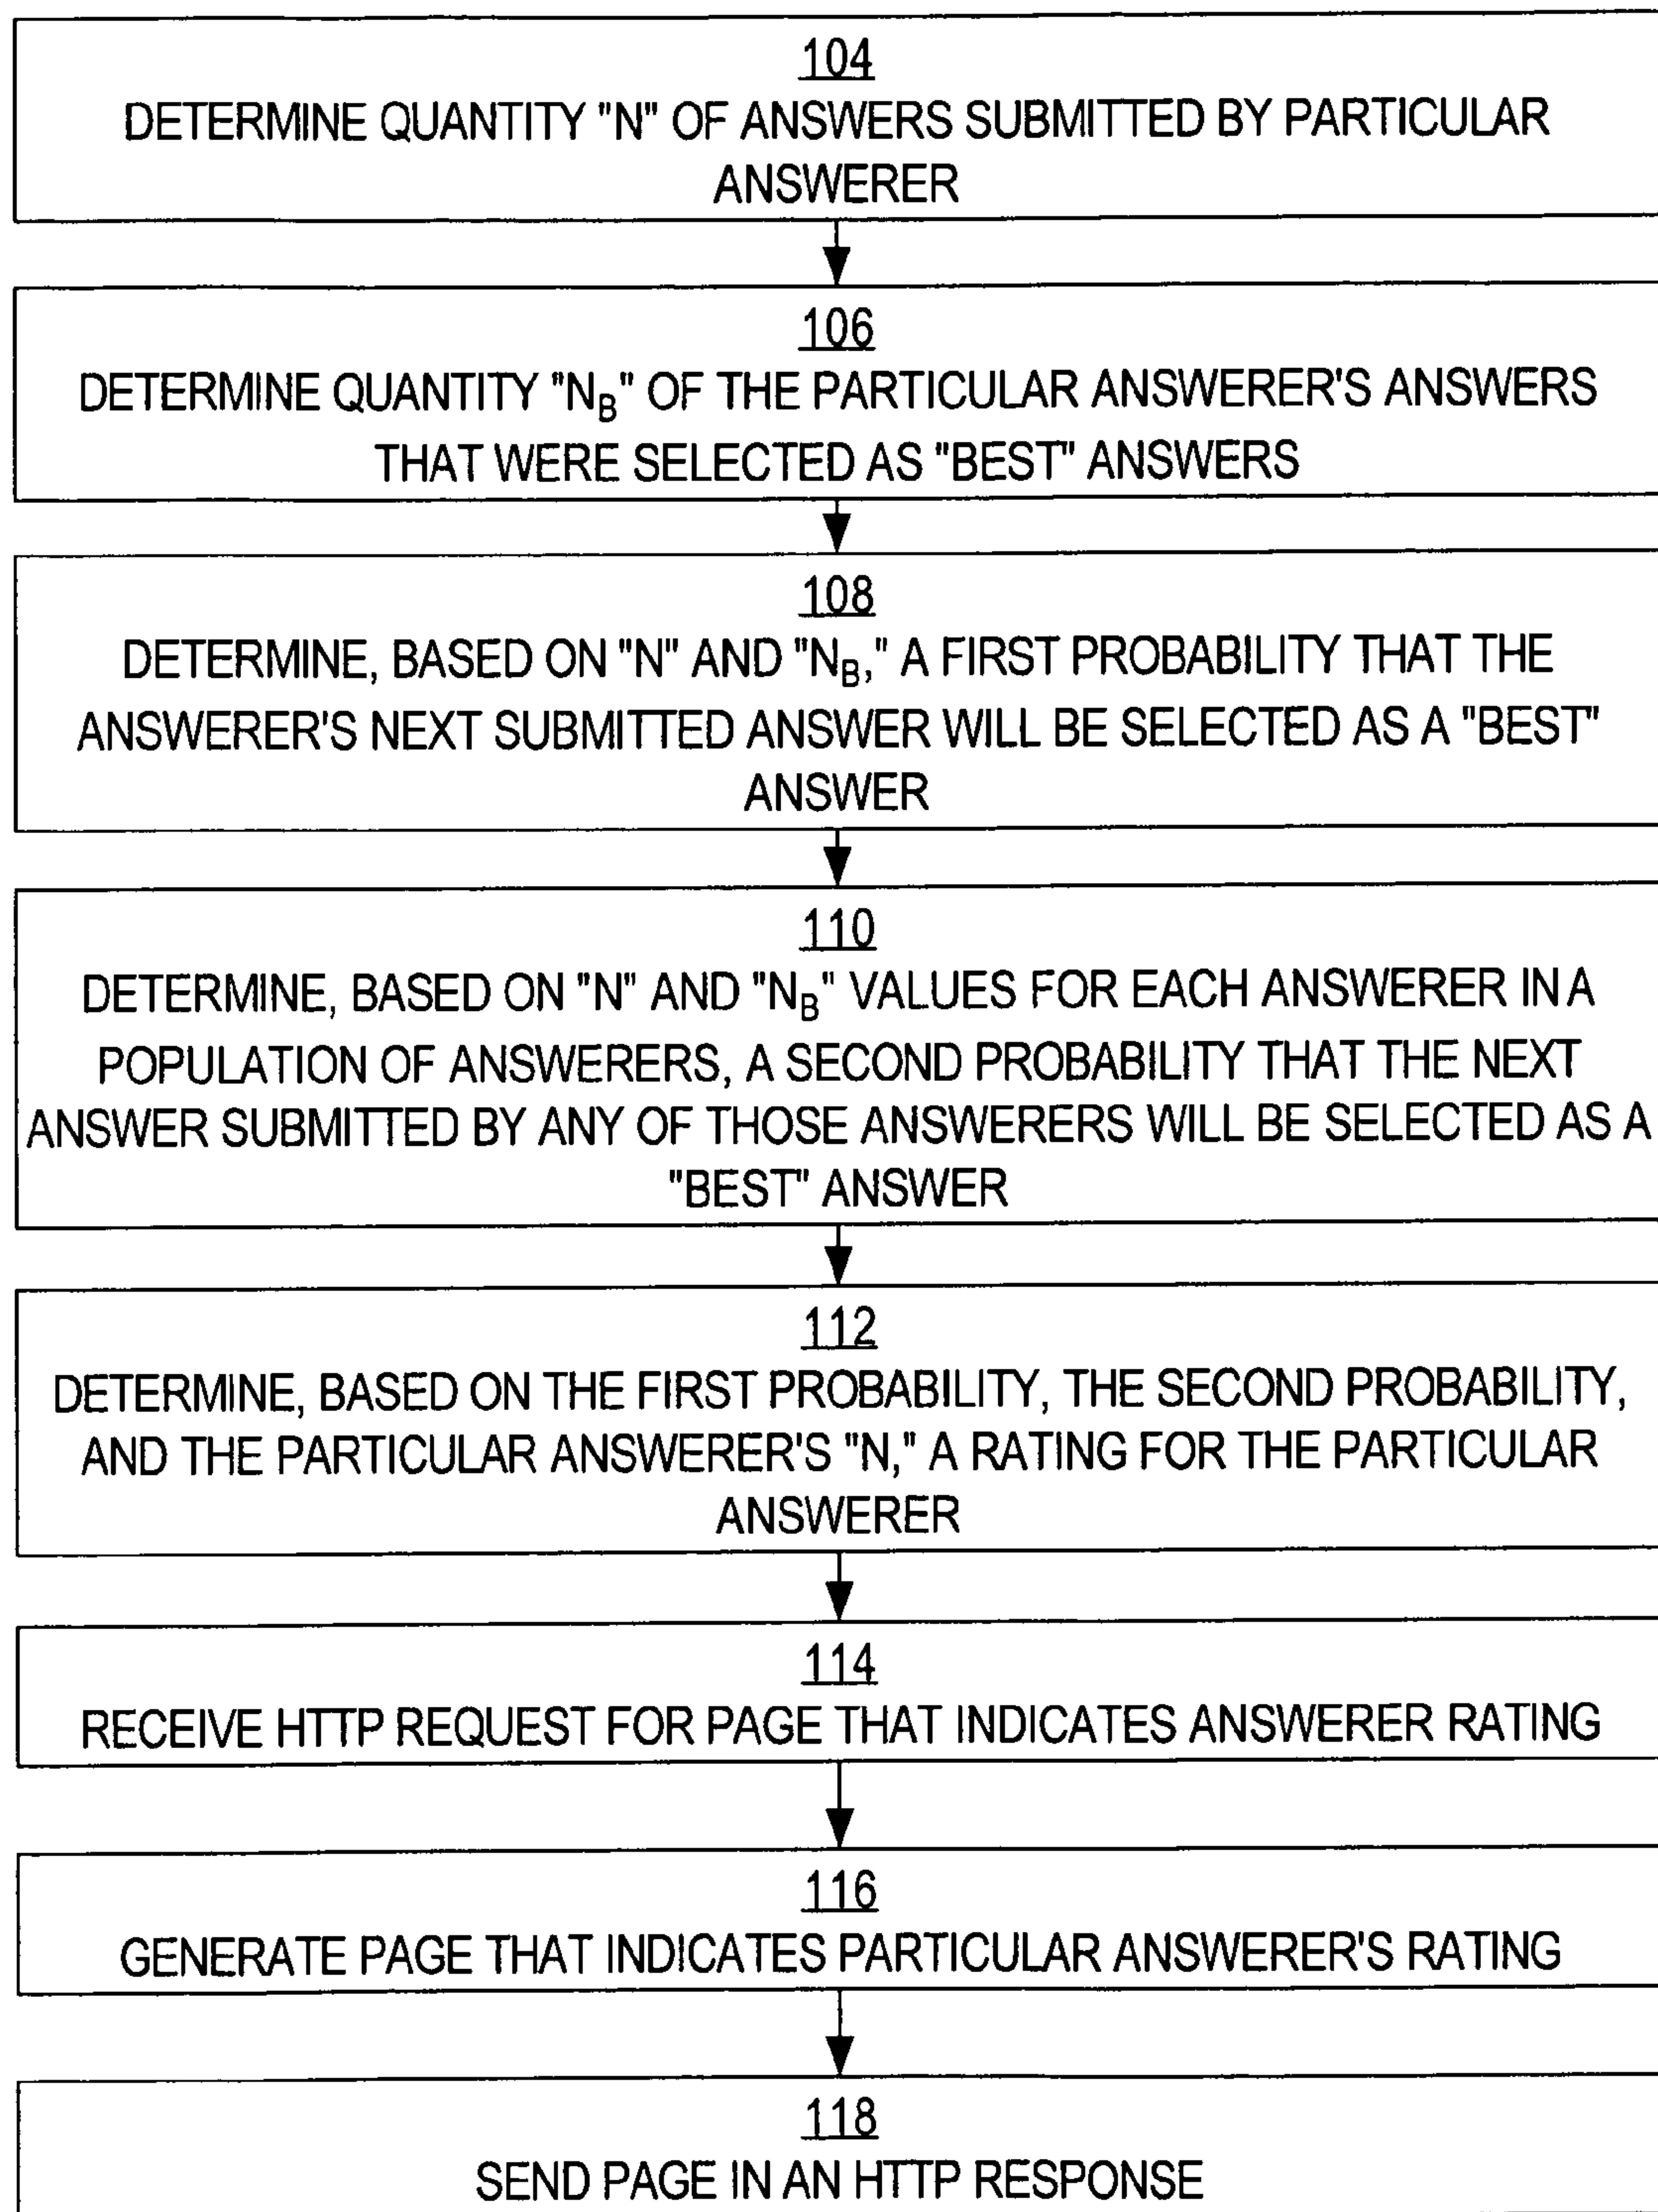 104
DETERMINE QUANTITY "N" OF ANSWERS SUBMITTED BY PARTICULAR
ANSWERER
106
DETERMINE QUANTITY "NB" OF THE PARTICULAR ANSWERER'S ANSWERS
THAT WERE SELECTED AS "BEST" ANSWERS
108
DETERMINE, BASED ON "N" AND "NB," A FIRST PROBABILITY THAT THE
ANSWERER'S NEXT SUBMITTED ANSWER WILL BE SELECTED AS A "BEST"
ANSWER
110
DETERMINE, BASED ON "N" AND "NB" VALUES FOR EACH ANSWERER IN A
POPULATION OF ANSWERERS, A SECOND PROBABILITY THAT THE NEXT
ANSWER SUBMITTED BY ANY OF THOSE ANSWERERS WILL BE SELECTED AS A
"BEST" ANSWER
112
DETERMINE, BASED ON THE FIRST PROBABILITY, THE SECOND PROBABILITY,
AND THE PARTICULAR ANSWERER'S "N," A RATING FOR THE PARTICULAR
ANSWERER
114
RECEIVE HTTP REQUEST FOR PAGE THAT INDICATES ANSWERER RATING
116
GENERATE PAGE THAT INDICATES PARTICULAR ANSWERER'S RATING
118
SEND PAGE IN AN HTTP RESPONSE